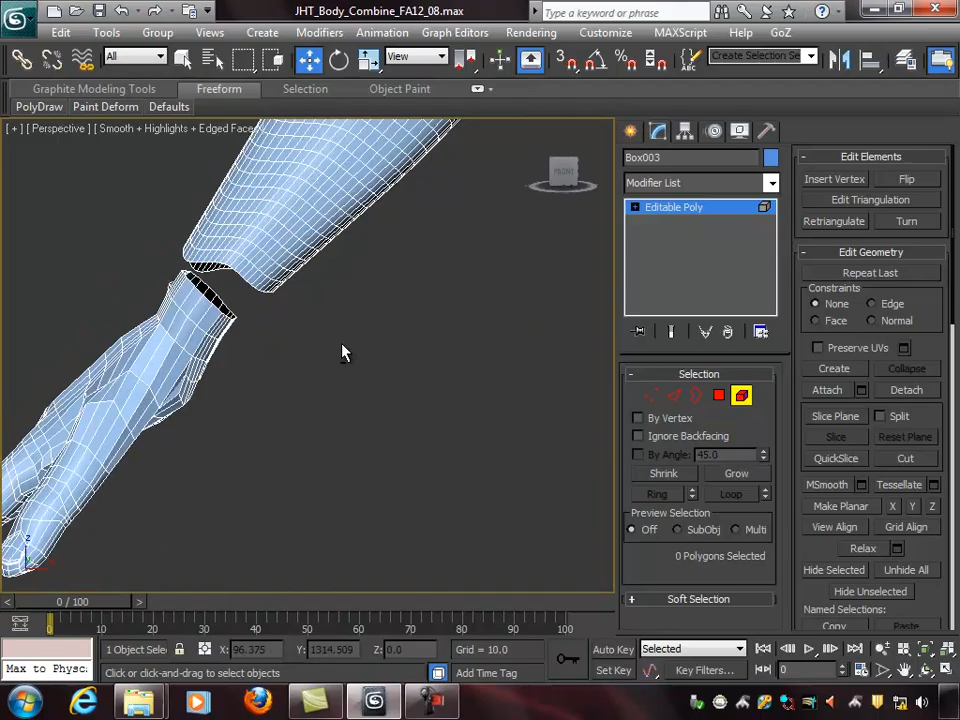 JHT_Body_Combine_FA12_08.max
Type a keyword or phrase
Edit Tools Group Views Create Modifiers Animation Graph Editors Rendering Customize MAXScript Help GoZ
All View Create Selection Se
Graphite Modeling Tools Freeform Selection Object Paint
PolyDraw Paint Deform Defaults
[ + ] [ Perspective ] [ Smooth + Highlights + Edged Face
FRONT
Box003
Modifier List
Editable Poly
Selection
By Vertex
Ignore Backfacing
By Angle: 45.0
Shrink Grow
Ring Loop
Preview Selection
Off SubObj Multi
0 Polygons Selected
Soft Selection
Edit Elements
Insert Vertex Flip
Edit Triangulation
Retriangulate Turn
Edit Geometry
Repeat Last
Constraints
None Edge
Face Normal
Preserve UVs
Create Collapse
Attach Detach
Slice Plane Split
Slice Reset Plane
QuickSlice Cut
MSmooth Tessellate
Make Planar X Y Z
View Align Grid Align
Relax
Hide Selected Unhide All
Hide Unselected
Named Selections:
Copy Paste
0 / 100
0 10 20 30 40 50 60 70 80 90 100
1 Object Sele X: 96.375 Y: 1314.509 Z: 0.0 Grid = 10.0 Auto Key Selected
Max to Physc Click or click-and-drag to select objects Add Time Tag Set Key Key Filters... 0